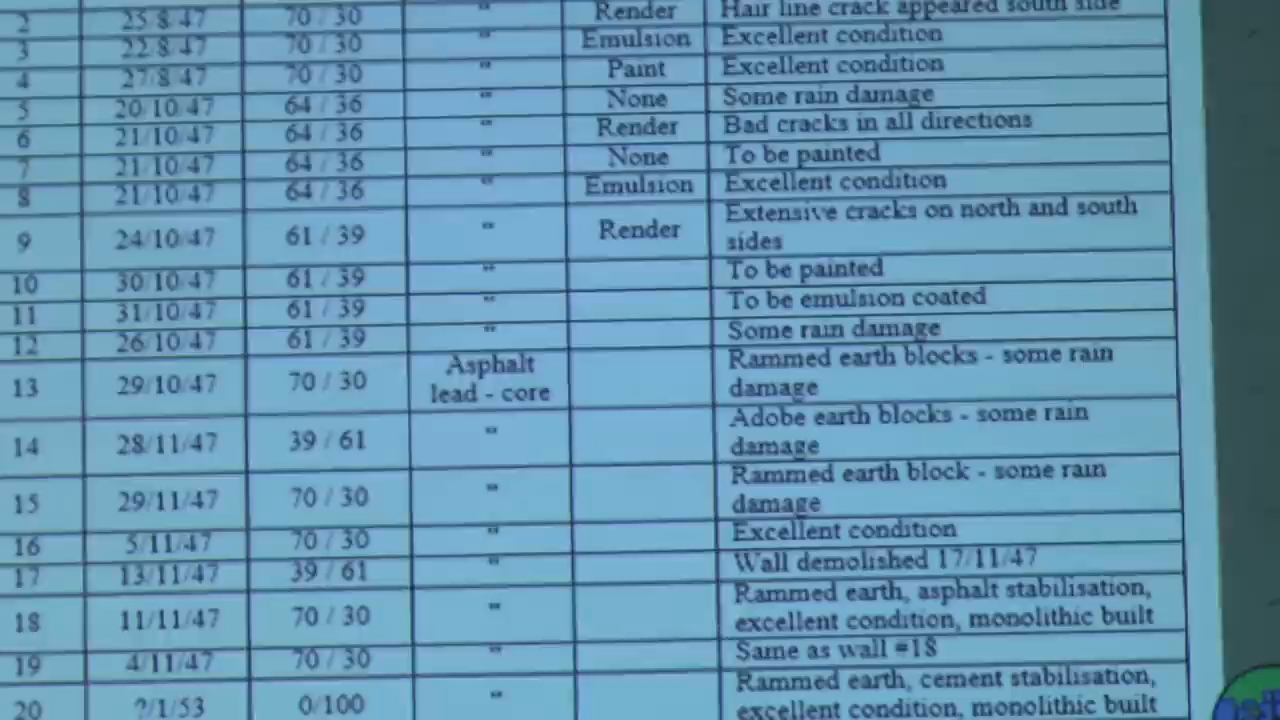 2 25 8 47 70 / 30 " Render Hair line crack appeared south side
3 22 8 47 70 / 30 " Emulsion Excellent condition
4 27/8 47 70 / 30 " Paint Excellent condition
5 20/10 47 64 / 36 " None Some rain damage
6 21/10 47 64 / 36 " Render Bad cracks in all directions
7 21/10 47 64 / 36 " None To be painted
8 21/10 47 64 / 36 " Emulsion Excellent condition
9 24/10/47 61 / 39 " Render Extensive cracks on north and south
sides
10 30/10/47 61 / 39 " To be painted
11 31/10/47 61 / 39 " To be emulsion coated
12 26/10/47 61 / 39 " Some rain damage
13 29/10/47 70 / 30 Asphalt
lead - core Rammed earth blocks - some rain
damage
14 28/11/47 39 / 61 " Adobe earth blocks - some rain
damage
15 29/11/47 70 / 30 " Rammed earth block - some rain
damage
16 5/11/47 70 / 30 " Excellent condition
17 13/11/47 39 / 61 " Wall demolished 17/11/47
18 11/11/47 70 / 30 " Rammed earth, asphalt stabilisation,
excellent condition, monolithic built
19 4/11/47 70 / 30 " Same as wall #18
20 ?/1/53 0/100 " Rammed earth, cement stabilisation,
excellent condition, monolithic built